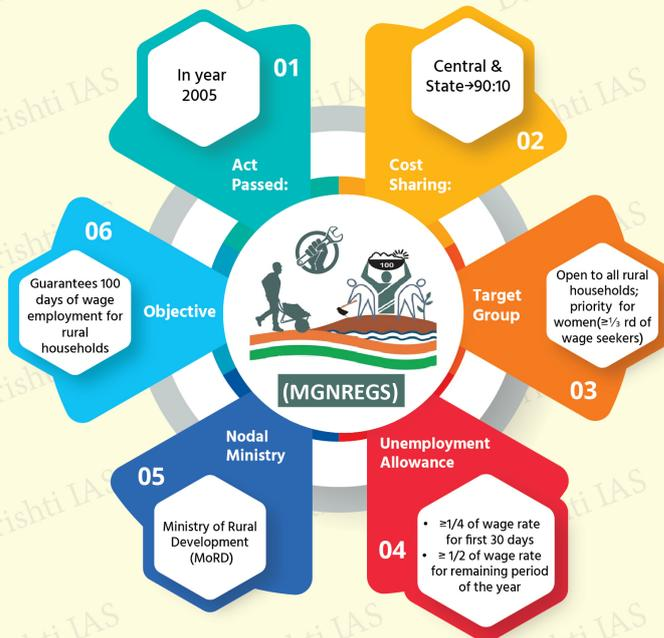 In year
2005
01
Act
Passed:
Central &
State→90:10
02
Cost
Sharing:
Target
Group
Open to all rural
households;
priority for
women(≥⅓ rd of
wage seekers)
03
Unemployment
Allowance
04
• ≥1/4 of wage rate
for first 30 days
• ≥ 1/2 of wage rate
for remaining period
of the year
Nodal
Ministry
05
Ministry of Rural
Development
(MoRD)
06
Guarantees 100
days of wage
employment for
rural
households
Objective
100
(MGNREGS)
Drishti IAS